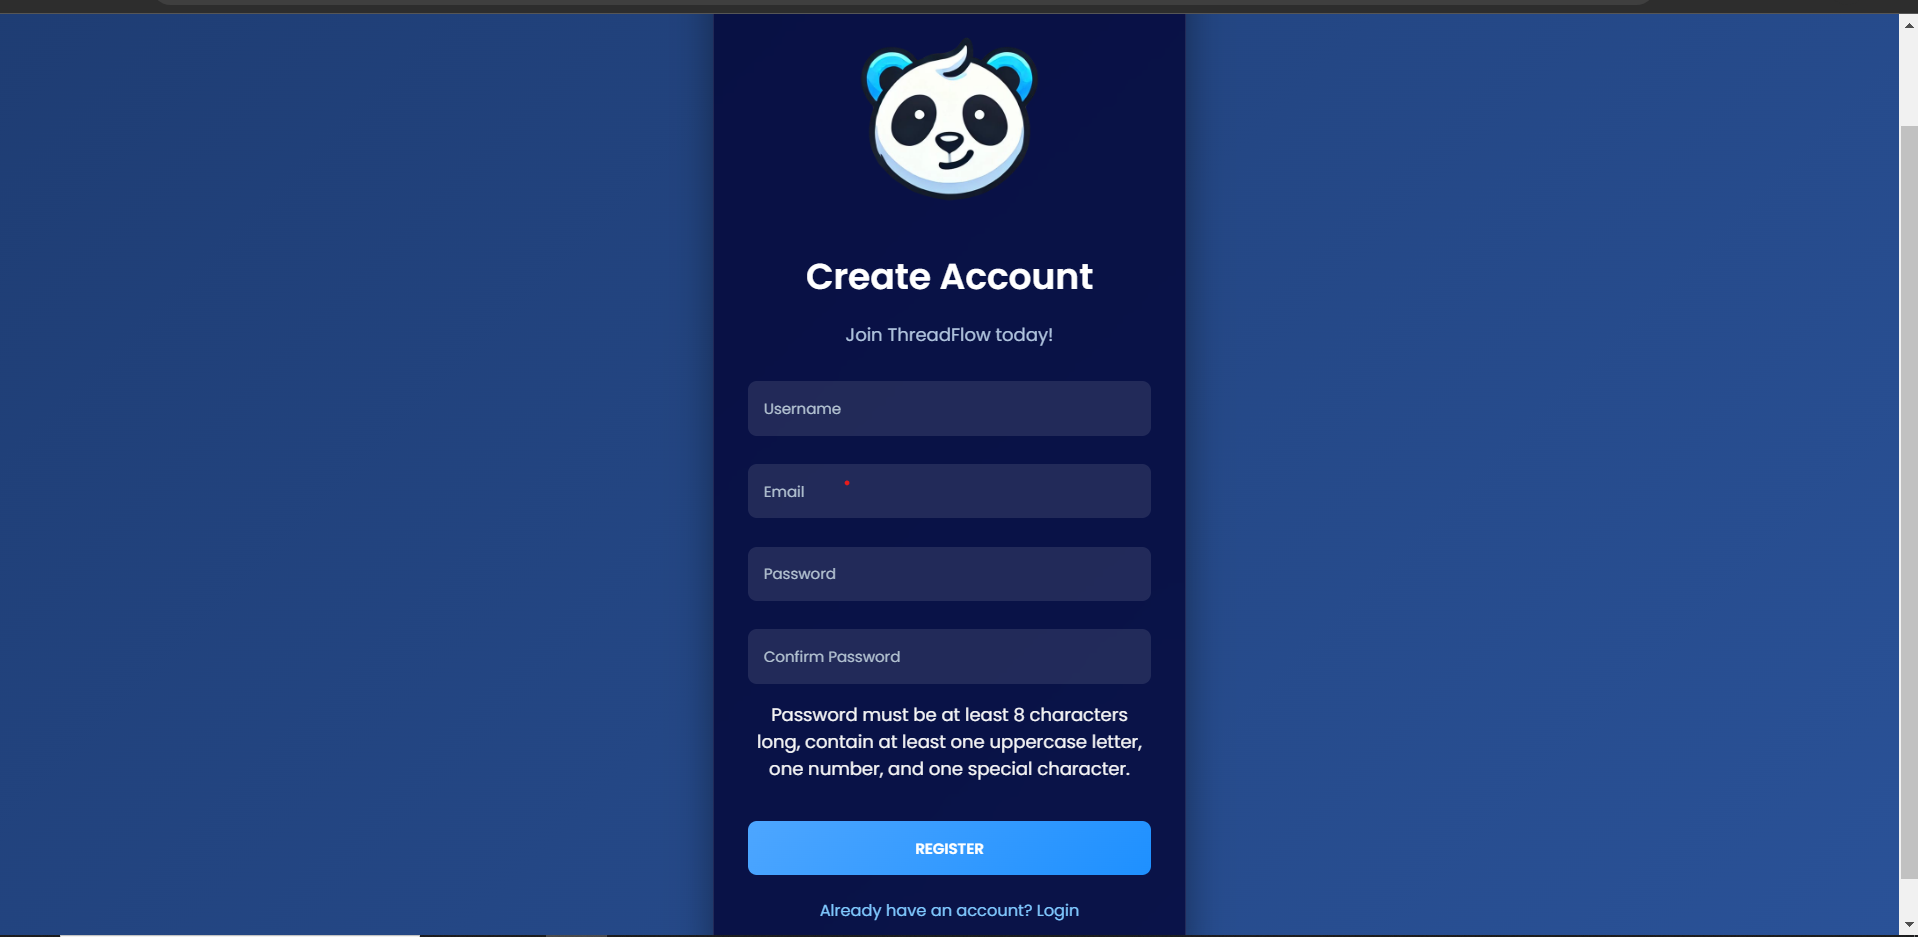 Create Account
Join ThreadFlow today!
Username
Email
Password
Confirm Password
Password must be at least 8 characters
long, contain at least one uppercase letter,
one number, and one special character.
REGISTER
Already have an account? Login